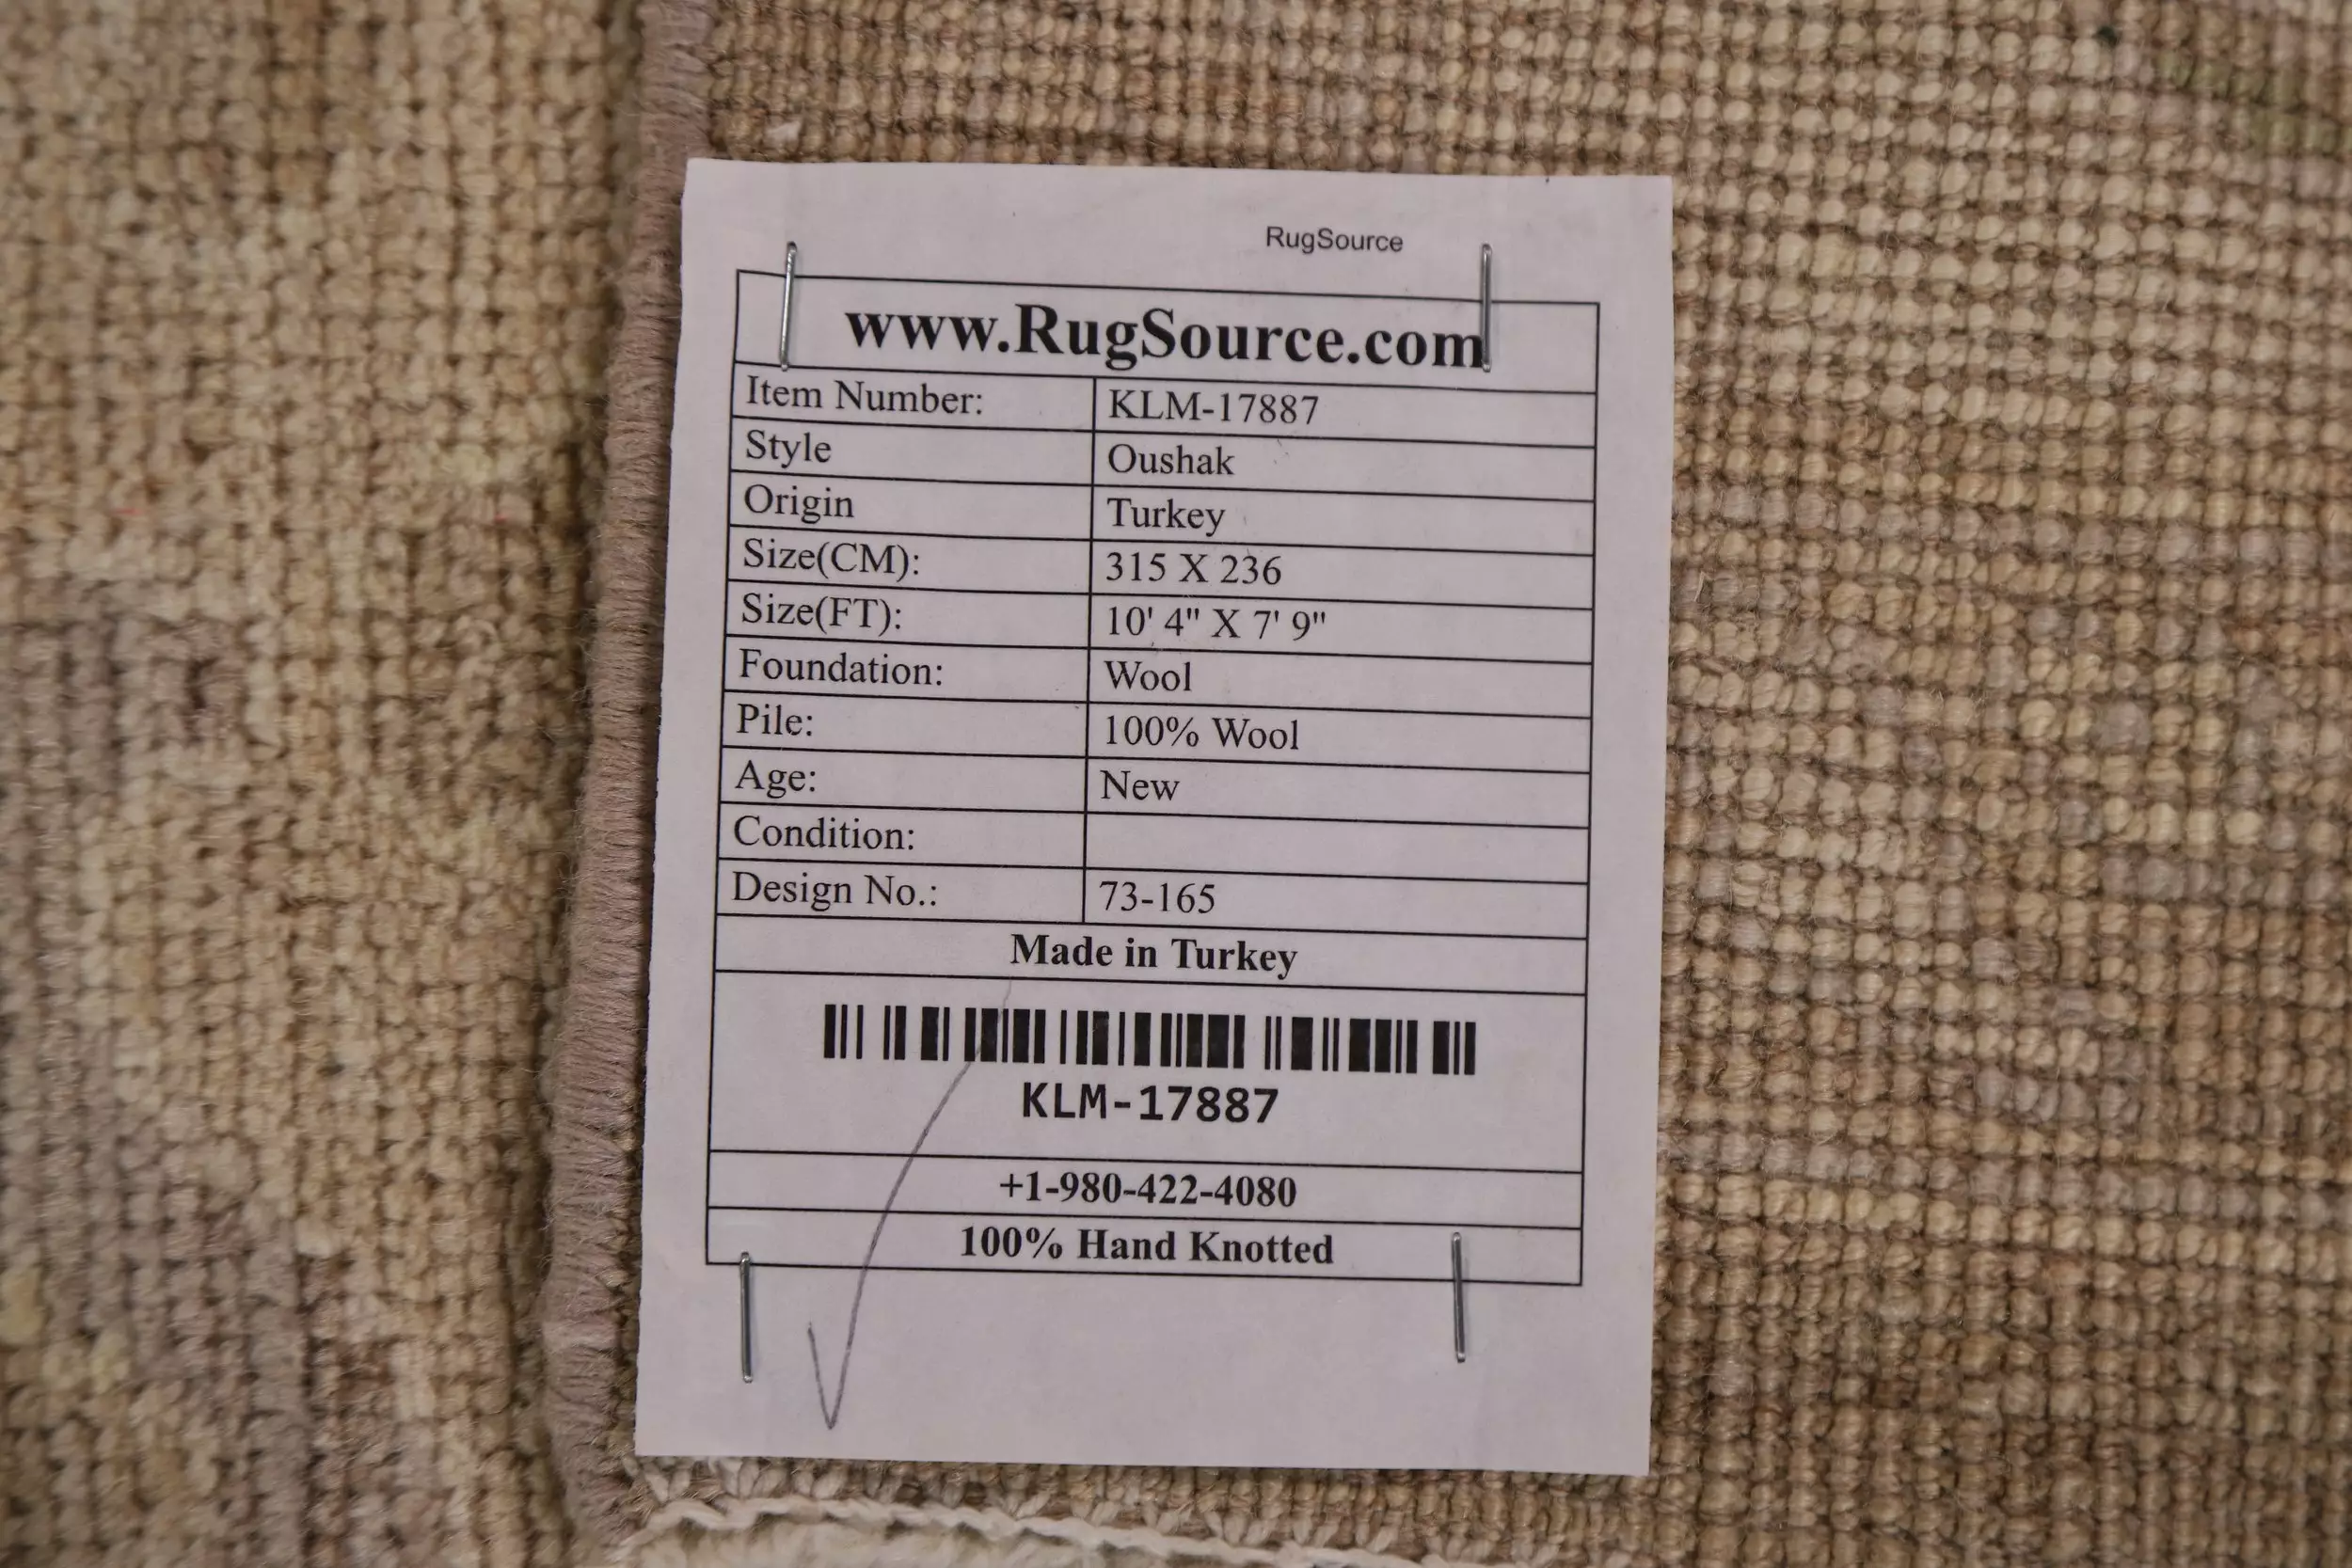 RugSource
www.RugSource.com
Item Number: KLM-17887
Style Oushak
Origin Turkey
Size(CM): 315 X 236
Size(FT): 10' 4" X 7' 9"
Foundation: Wool
Pile: 100% Wool
Age: New
Condition:
Design No.: 73-165
Made in Turkey
KLM-17887
+1-980-422-4080
100% Hand Knotted